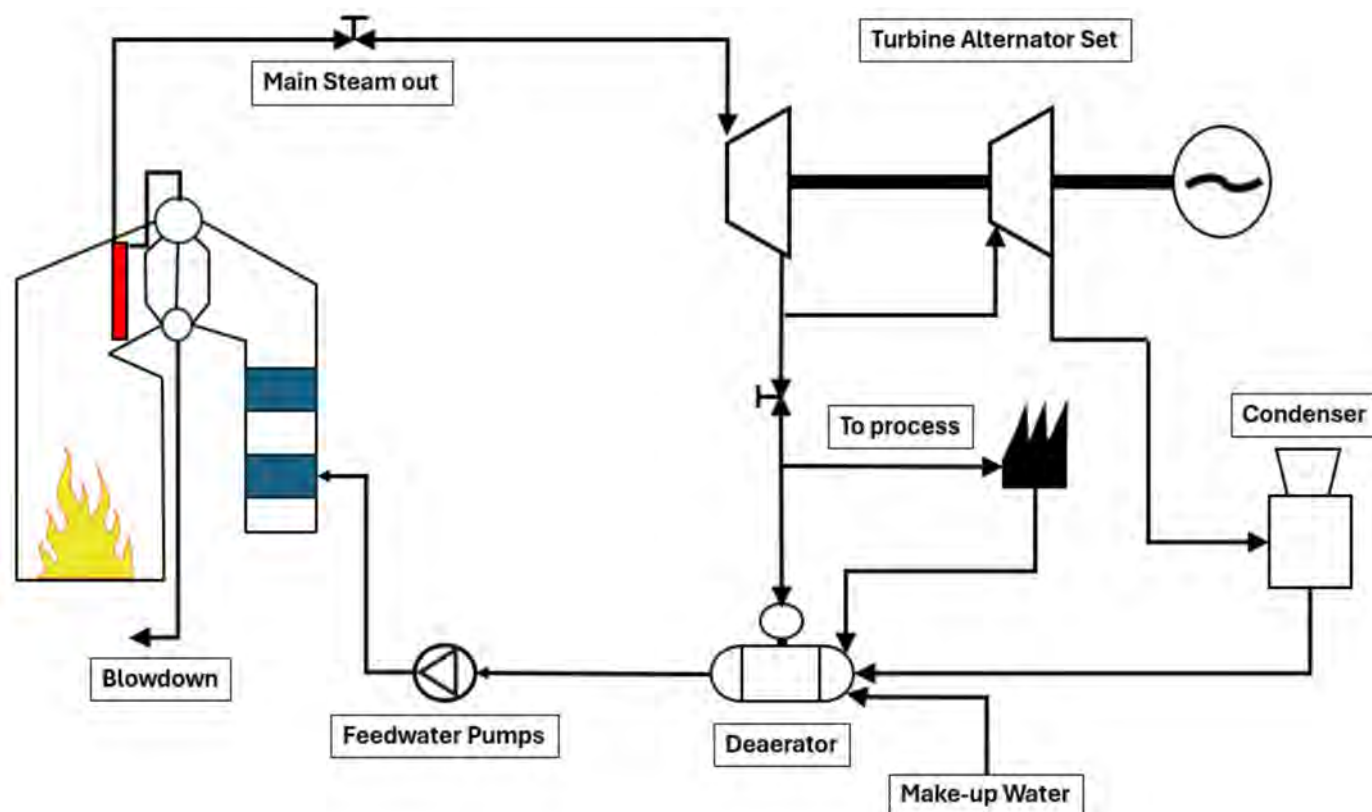 Turbine Alternator Set
Main Steam out
To process
Condenser
Blowdown
Feedwater Pumps
Deaerator
Make-up Water